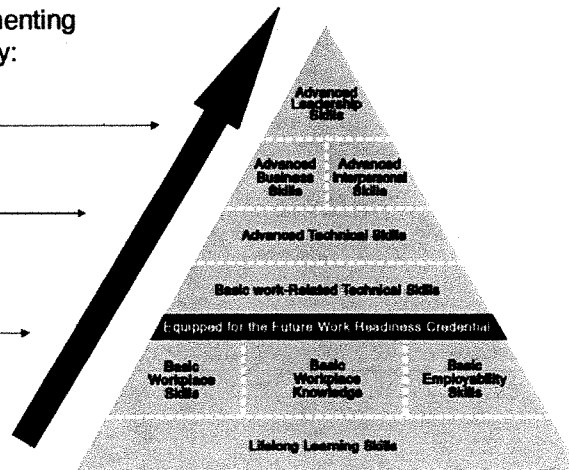 y:
Advanced
Leadership
Skills
Advanced
Business
Skills
Advanced
Interpersonal
Skills
Advanced Technical Skills
Basic work-Related Technical Skills
Equipped for the Future Work Readiness Credential
Basic
Workplace
Skills
Basic
Workplace
Knowledge
Basic
Employability
Skills
Lifelong Learning Skills